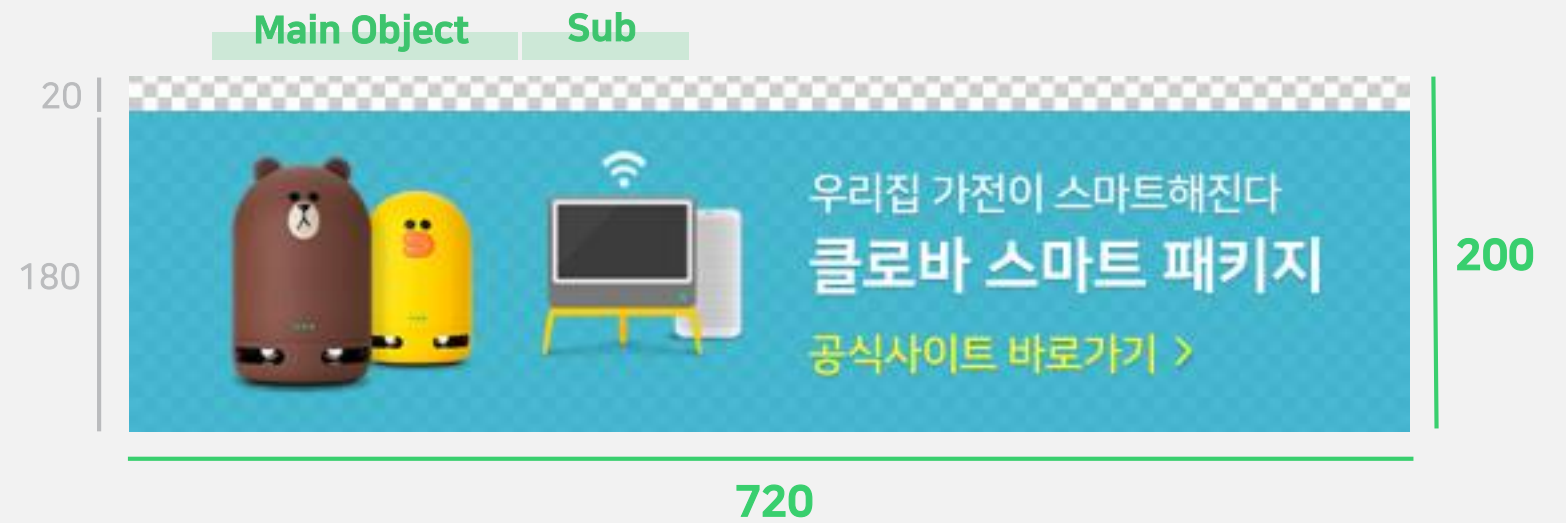 Main Object
Sub
20
180
우리집 가전이 스마트해진다
클로바 스마트 패키지
공식사이트 바로가기 >
200
720